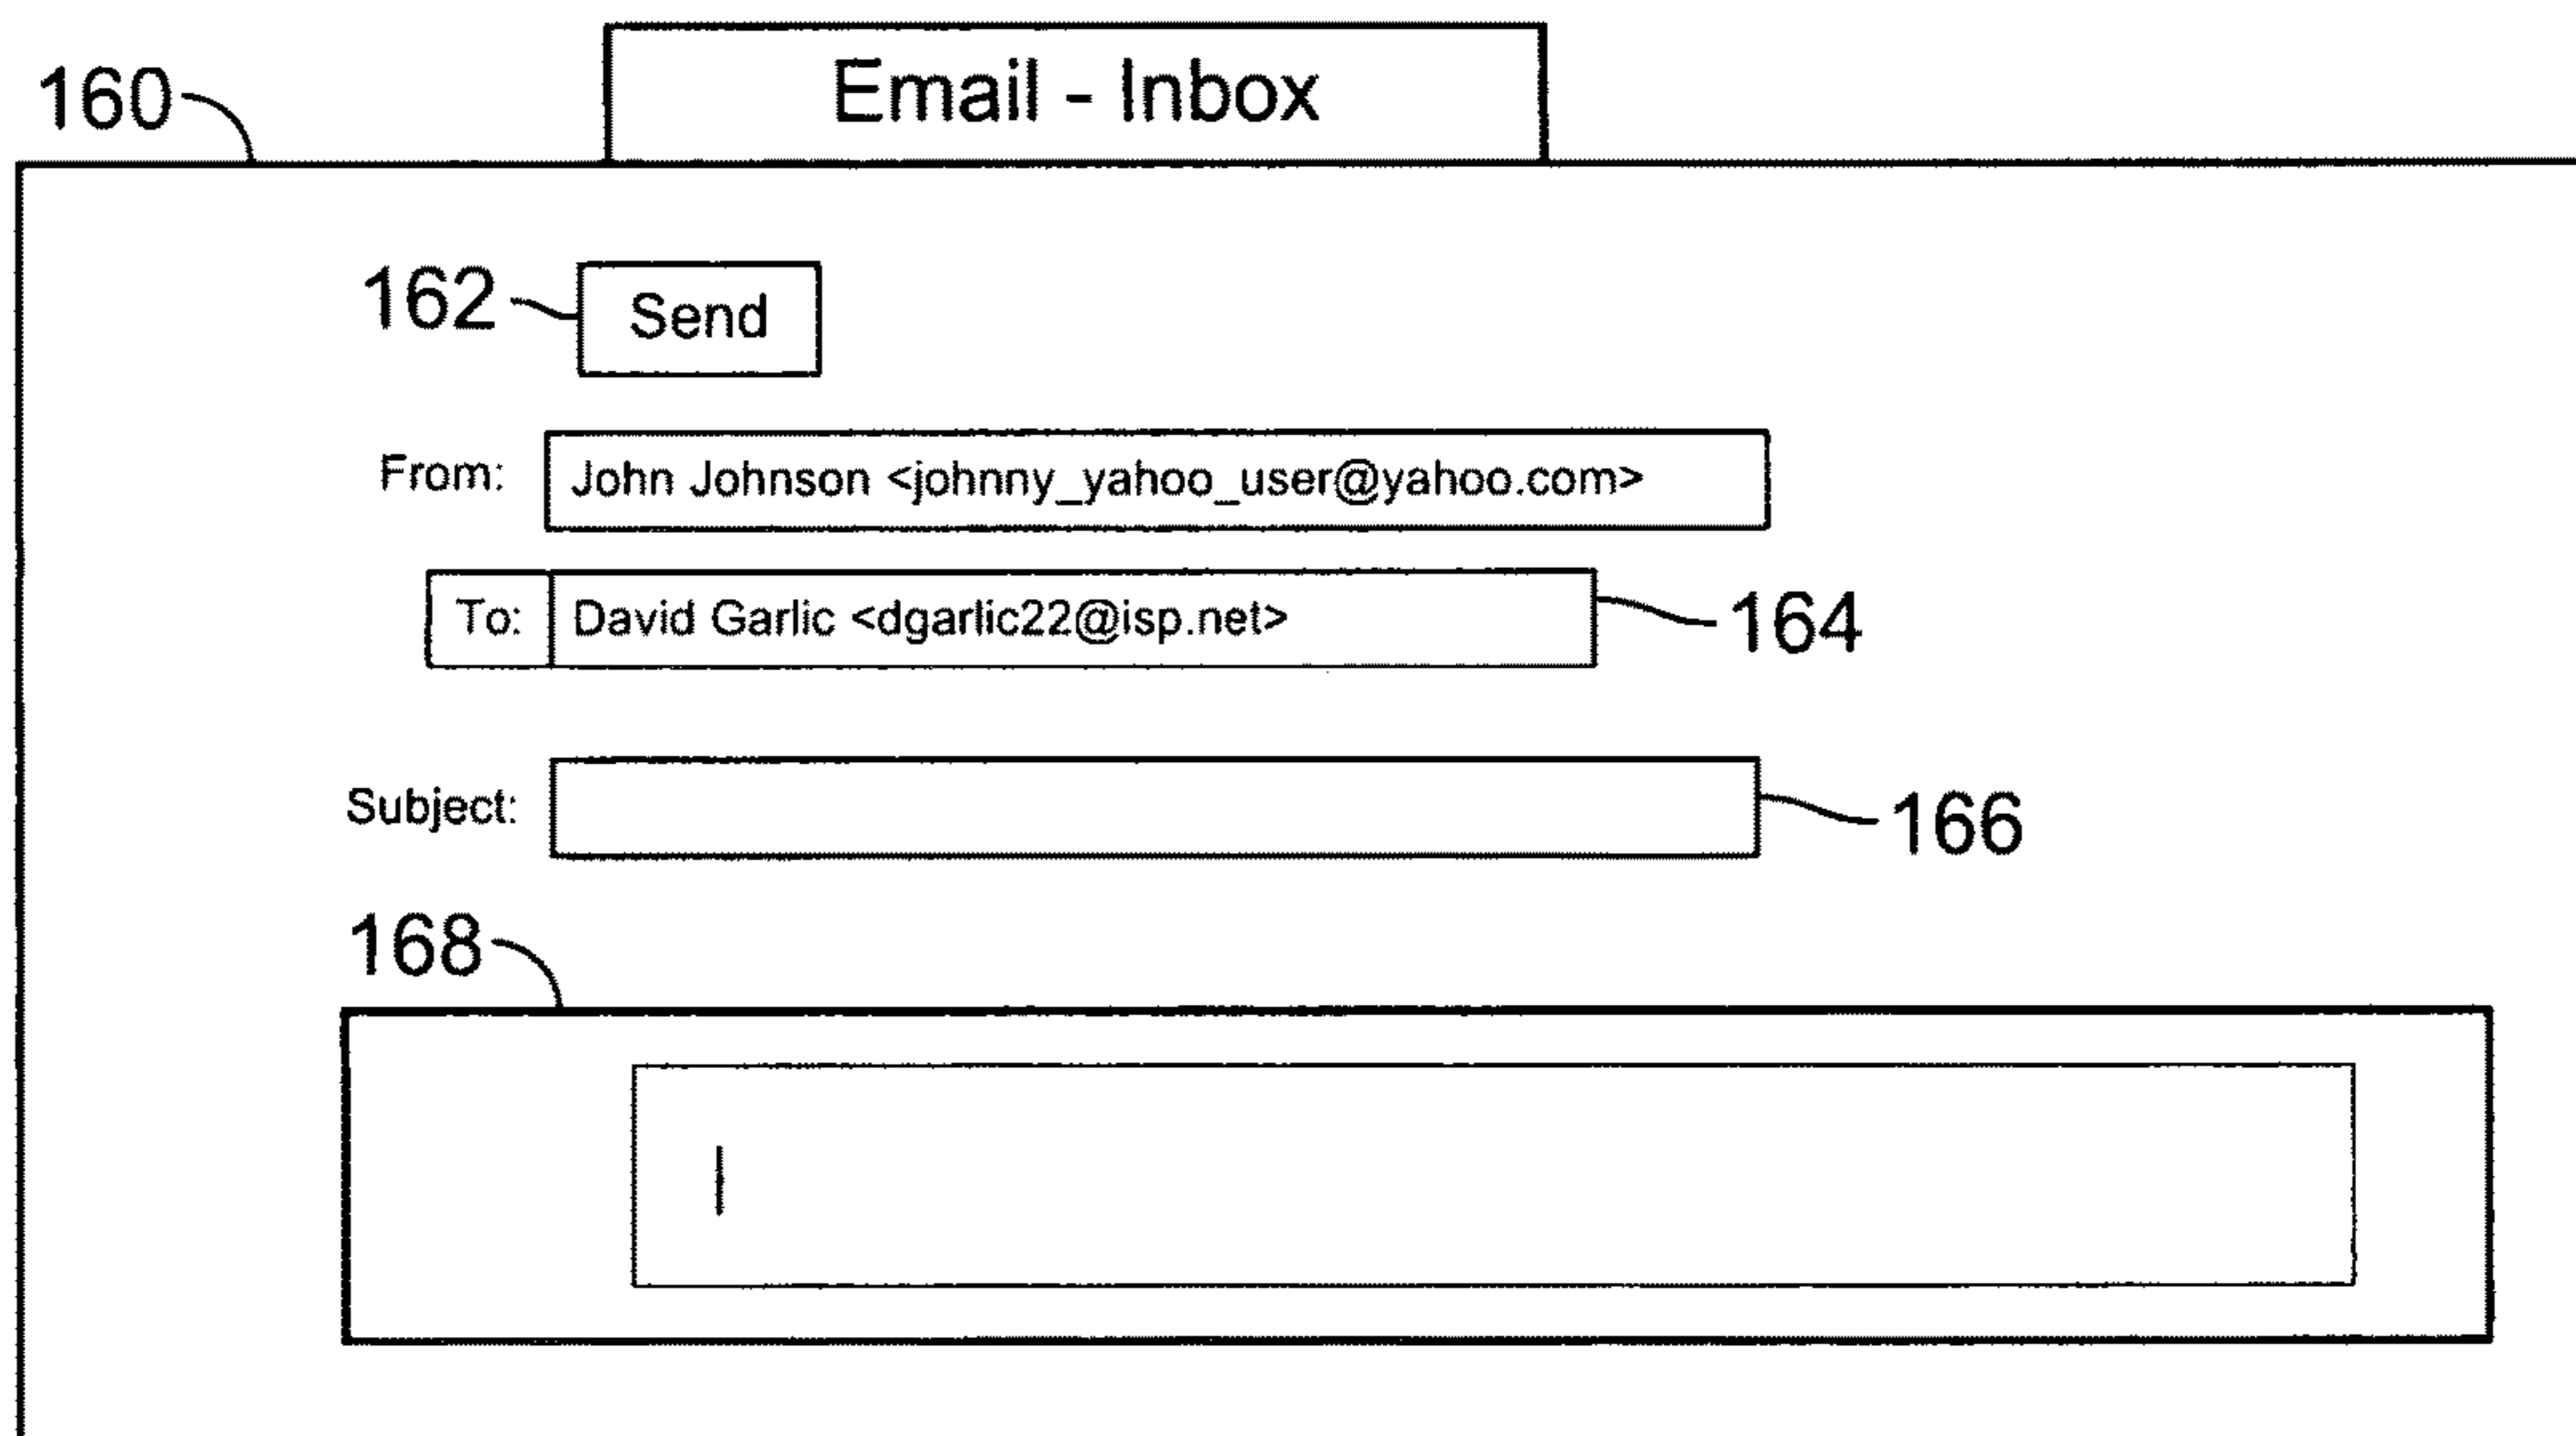 Email - Inbox
160
162 Send
From: John Johnson <johnny_yahoo_user@yahoo.com>
To: David Garlic <dgarlic22@isp.net> 164
Subject: 166
168